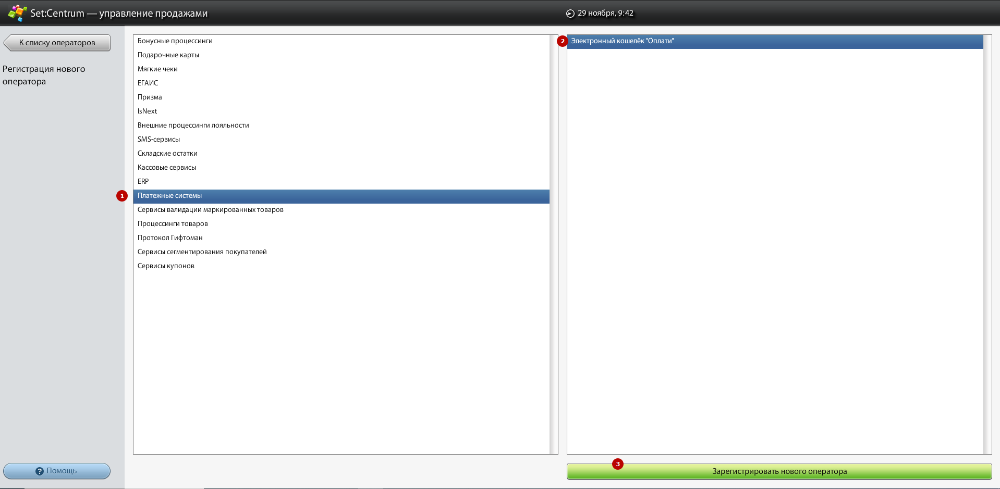 Set:Centrum — управление продажами
29 ноября, 9:42
К списку операторов
Регистрация нового
оператора
Бонусные процессинги
Подарочные карты
Мягкие чеки
ЕГАИС
Призма
IsNext
Внешние процессинги лояльности
SMS-сервисы
Складские остатки
Кассовые сервисы
ERP
1
Платежные системы
Сервисы валидации маркированных товаров
Процессинги товаров
Протокол Гифтоман
Сервисы сегментирования покупателей
Сервисы купонов
2
Электронный кошелёк "Оплати"
? Помощь
3
Зарегистрировать нового оператора